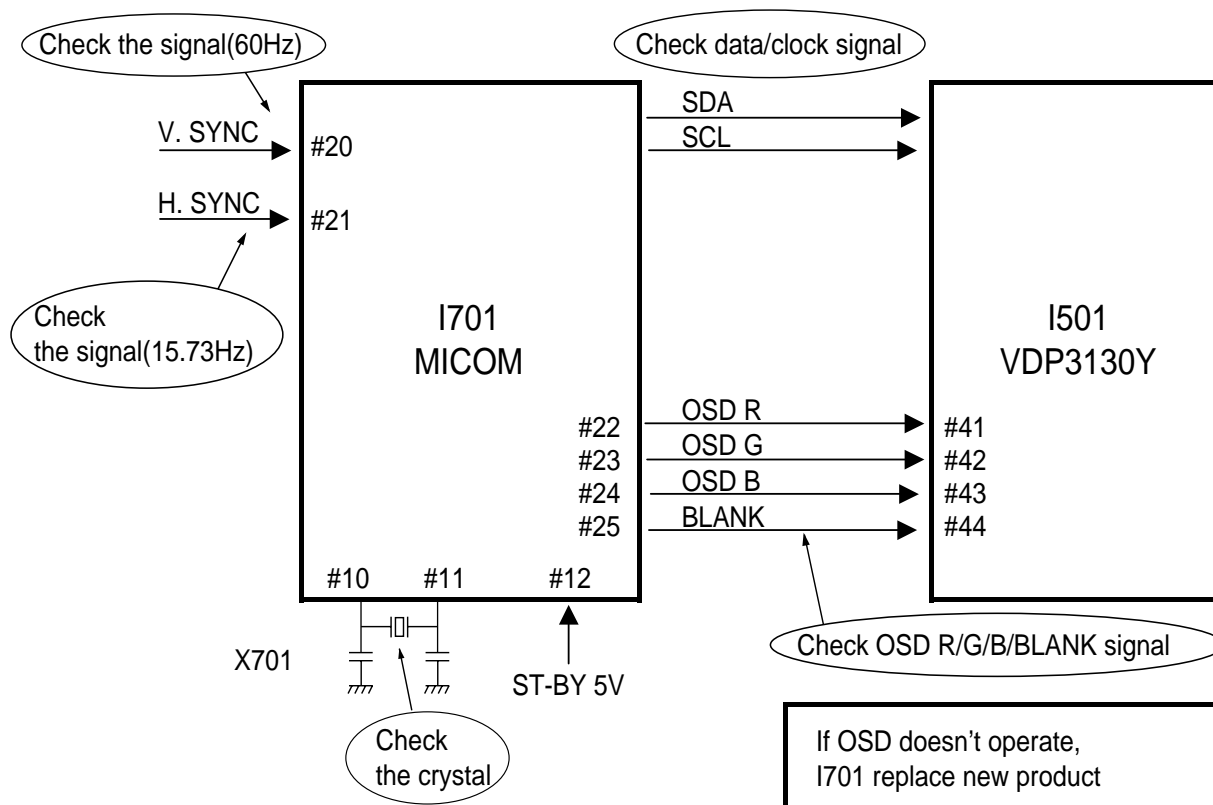 Check the signal(60Hz)
Check data/clock signal
V. SYNC
#20
H. SYNC
#21
SDA
SCL
Check
the signal(15.73Hz)
I701
MICOM
I501
VDP3130Y
#22
OSD R
#41
#23
OSD G
#42
#24
OSD B
#43
#25
BLANK
#44
#10
#11
#12
X701
ST-BY 5V
Check OSD R/G/B/BLANK signal
Check
the crystal
If OSD doesn't operate,
I701 replace new product